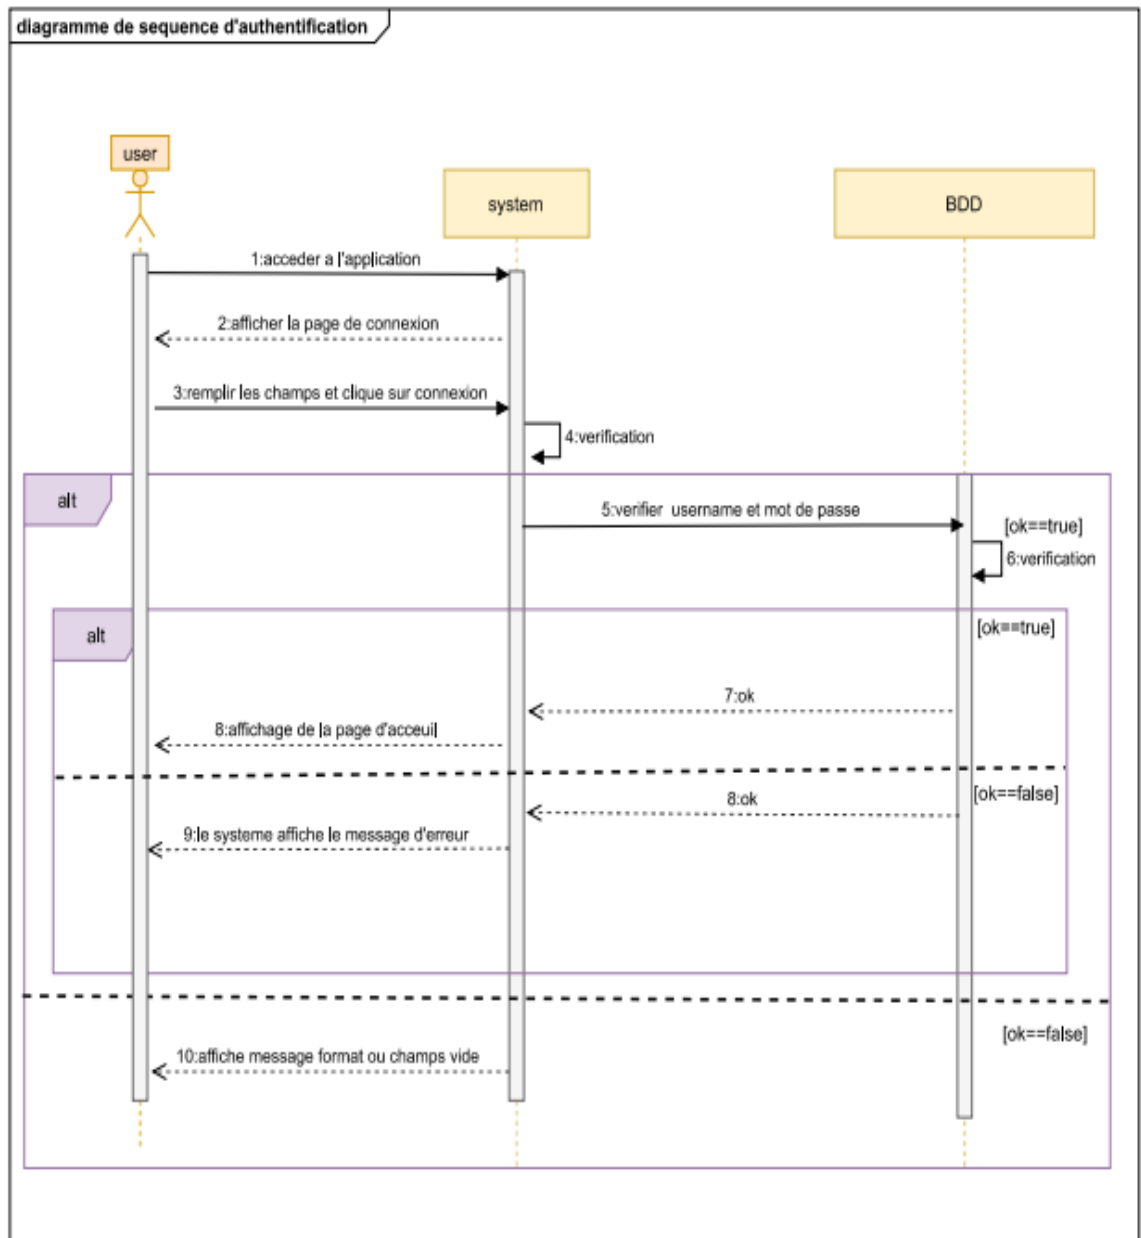 diagramme de sequence d'authentification
user
system
BDD
1:acceder a l'application
2:afficher la page de connexion
3:remplir les champs et clique sur connexion
4:verification
alt
5:verifier username et mot de passe
[ok==true]
6:verification
alt
[ok==true]
7:ok
8:affichage de la page d'acceuil
[ok==false]
8:ok
9:le systeme affiche le message d'erreur
[ok==false]
10:affiche message format ou champs vide